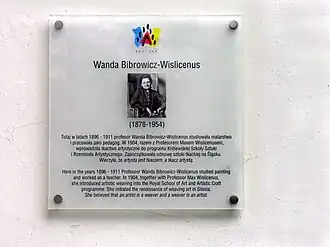 Wanda Bibrowicz-Wislicenus
(1878-1954)
Tutaj w latach 1896 - 1911 profesor Wanda Bibrowicz-Wislicenus studiowała malarstwo
i pracowała jako pedagog. W 1904, razem z Profesorem Maxem Wislicenusem,
wprowadziła tkactwo artystyczne do programu Królewskiej Szkoły Sztuki
i Rzemiosła Artystycznego. Zapoczątkowała odnowę sztuki tkackiej na Śląsku.
Wierzyła, że artystą jest tkaczem, a tkacz artystą.
Here in the years 1896 - 1911 Professor Wanda Bibrowicz-Wislicenus studied painting
and worked as a teacher. In 1904, together with Professor Max Wislicenus,
she introduced artistic weaving into the Royal School of Art and Artistic Craft
programme. She initiated the renaissance of weaving art in Silesia.
She believed that an artist is a weaver and a weaver is an artist.